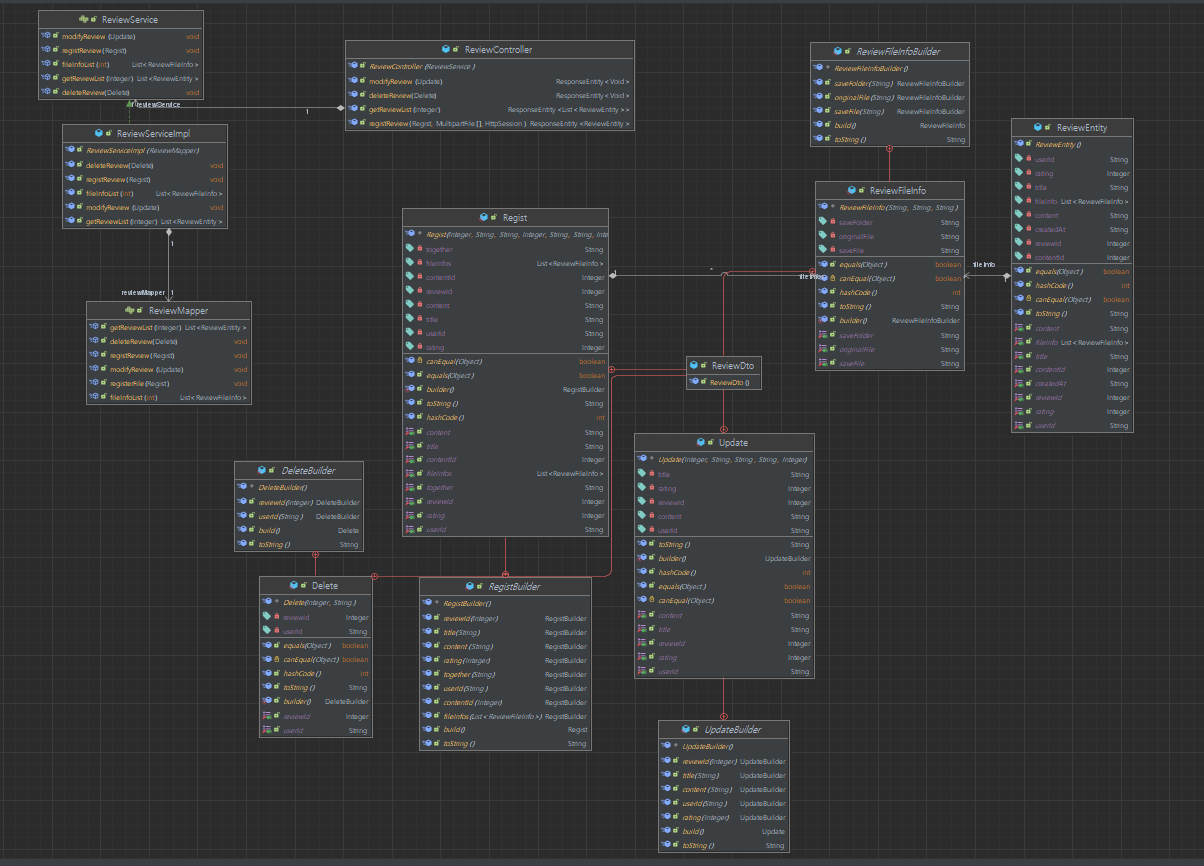 ReviewService
modifyReview (Update) void
registReview (Regist) void
fileInfoList (int) List < ReviewFileInfo >
getReviewList (Integer) List < ReviewEntity >
deleteReview (Delete) void
reviewService
1
ReviewServiceImpl
ReviewServiceImpl (ReviewMapper)
deleteReview (Delete) void
registReview (Regist) void
fileInfoList (int) List < ReviewFileInfo >
modifyReview (Update) void
getReviewList (Integer) List < ReviewEntity >
1
reviewMapper 1
ReviewMapper
getReviewList (Integer) List < ReviewEntity >
deleteReview (Delete) void
registReview (Regist) void
modifyReview (Update) void
registerFile (Regist) void
fileInfoList (int) List < ReviewFileInfo >
ReviewController
ReviewController (ReviewService )
modifyReview (Update) ResponseEntity < Void >
deleteReview (Delete) ResponseEntity < Void >
getReviewList (Integer) ResponseEntity < List < ReviewEntity > >
registReview (Regist, MultipartFile [], HttpSession ) ResponseEntity < ReviewEntity >
ReviewFileInfoBuilder
ReviewFileInfoBuilder ()
saveFolder (String) ReviewFileInfoBuilder
originalFile (String) ReviewFileInfoBuilder
saveFile (String) ReviewFileInfoBuilder
build () ReviewFileInfo
toString () String
ReviewFileInfo
ReviewFileInfo (String, String, String)
saveFolder String
originalFile String
saveFile String
equals (Object) boolean
canEqual (Object) boolean
hashCode () int
toString () String
builder () ReviewFileInfoBuilder
saveFolder String
originalFile String
saveFile String
ReviewEntity
ReviewEntity ()
userId String
rating Integer
title String
fileInfo List < ReviewFileInfo >
content String
createdAt String
reviewId Integer
contentId Integer
equals (Object) boolean
hashCode () int
canEqual (Object) boolean
toString () String
content String
fileInfo List < ReviewFileInfo >
title String
contentId Integer
createdAt String
reviewId Integer
rating Integer
userId String
fileInfo
1
Regist
Regist (Integer, String, String, Integer, String, String, Inte
together String
fileInfos List < ReviewFileInfo >
contentId Integer
reviewId Integer
content String
title String
userId String
rating Integer
canEqual (Object) boolean
equals (Object) boolean
builder () RegistBuilder
toString () String
hashCode () int
content String
title String
contentId Integer
fileInfos List < ReviewFileInfo >
together String
reviewId Integer
rating Integer
userId String
1
*
ReviewDto
ReviewDto ()
Update
Update (Integer, String, String, String, Integer)
title String
rating Integer
reviewId Integer
content String
userId String
toString () String
builder () UpdateBuilder
hashCode () int
equals (Object) boolean
canEqual (Object) boolean
content String
title String
reviewId Integer
rating Integer
userId String
DeleteBuilder
DeleteBuilder ()
reviewId (Integer) DeleteBuilder
userId (String) DeleteBuilder
build () Delete
toString () String
Delete
Delete (Integer, String)
reviewId Integer
userId String
equals (Object) boolean
canEqual (Object) boolean
hashCode () int
toString () String
builder () DeleteBuilder
reviewId Integer
userId String
RegistBuilder
RegistBuilder ()
reviewId (Integer) RegistBuilder
title (String) RegistBuilder
content (String) RegistBuilder
rating (Integer) RegistBuilder
together (String) RegistBuilder
userId (String) RegistBuilder
contentId (Integer) RegistBuilder
fileInfos (List < ReviewFileInfo >) RegistBuilder
build () Regist
toString () String
UpdateBuilder
UpdateBuilder ()
reviewId (Integer) UpdateBuilder
title (String) UpdateBuilder
content (String) UpdateBuilder
userId (String) UpdateBuilder
rating (Integer) UpdateBuilder
build () Update
toString () String